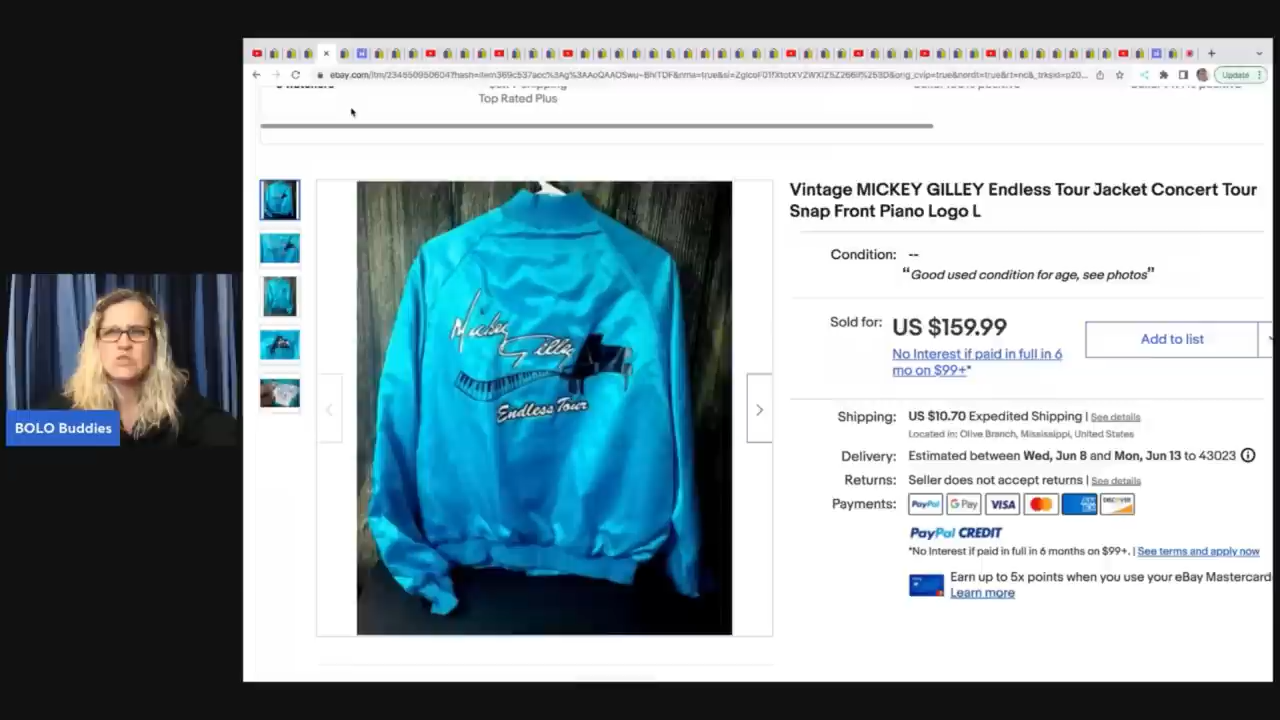 Update
Top Rated Plus
Vintage MICKEY GILLEY Endless Tour Jacket Concert Tour
Snap Front Piano Logo L
Condition: --
"Good used condition for age, see photos"
Sold for: US $159.99
Add to list
No Interest if paid in full in 6
mo on $99+*
Shipping: US $10.70 Expedited Shipping | See details
Located in: Olive Branch, Mississippi, United States
Delivery: Estimated between Wed, Jun 8 and Mon, Jun 13 to 43023
Returns: Seller does not accept returns | See details
Payments: PayPal G Pay VISA MasterCard DISCOVER
PayPal CREDIT
*No Interest if paid in full in 6 months on $99+. | See terms and apply now
Earn up to 5x points when you use your eBay Mastercard
Learn more
Mickey
Gilley
Endless Tour
BOLO Buddies